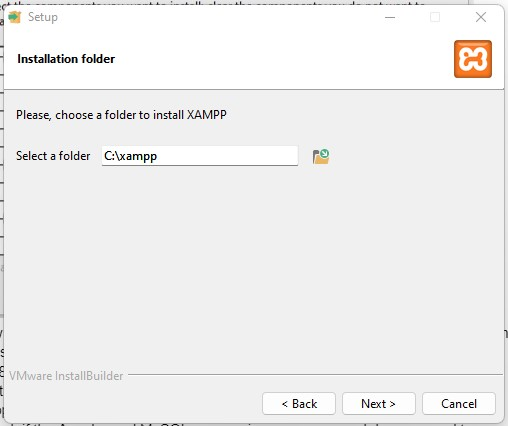 Setup
Installation folder
Please, choose a folder to install XAMPP
Select a folder C:\xampp
VMware InstallBuilder
< Back Next > Cancel